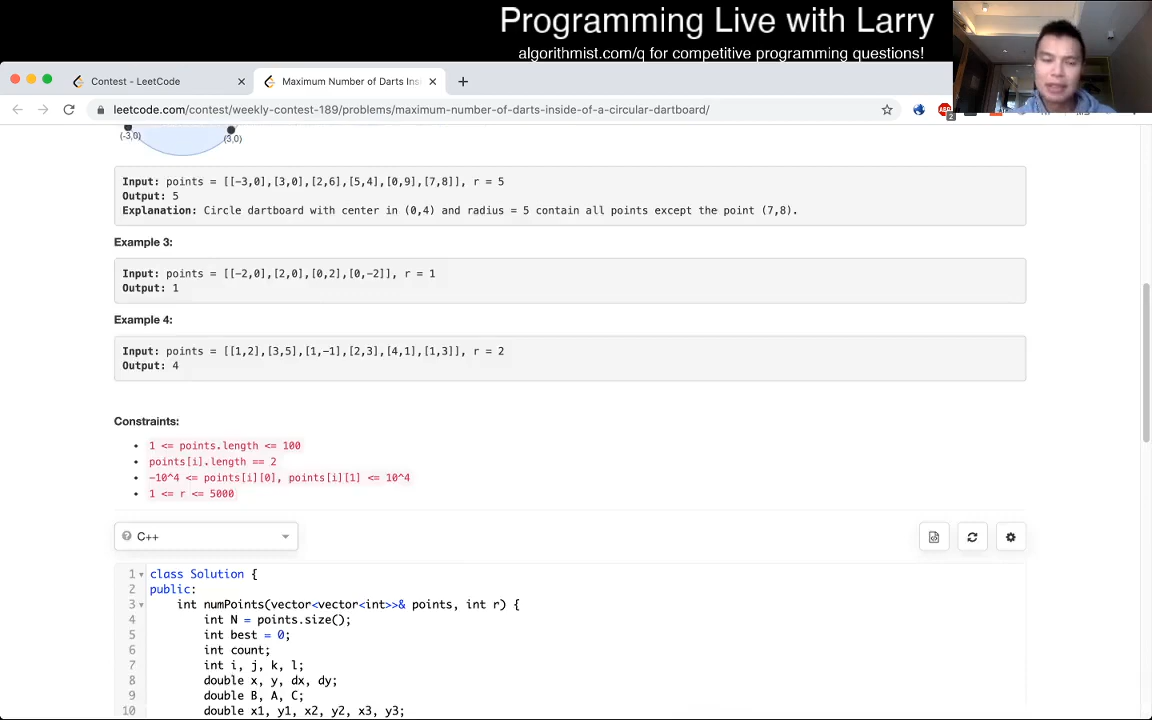 Programming Live with Larry
algorithmist.com/q for competitive programming questions!
Contest - LeetCode
Maximum Number of Darts Ins
leetcode.com/contest/weekly-contest-189/problems/maximum-number-of-darts-inside-of-a-circular-dartboard/
(-3,0)
(3,0)
Input: points = [[-3,0],[3,0],[2,6],[5,4],[0,9],[7,8]], r = 5
Output: 5
Explanation: Circle dartboard with center in (0,4) and radius = 5 contain all points except the point (7,8).
Example 3:
Input: points = [[-2,0],[2,0],[0,2],[0,-2]], r = 1
Output: 1
Example 4:
Input: points = [[1,2],[3,5],[1,-1],[2,3],[4,1],[1,3]], r = 2
Output: 4
Constraints:
1 <= points.length <= 100
points[i].length == 2
-10^4 <= points[i][0], points[i][1] <= 10^4
1 <= r <= 5000
C++
1 class Solution {
2 public:
3 int numPoints(vector<vector<int>>& points, int r) {
4 int N = points.size();
5 int best = 0;
6 int count;
7 int i, j, k, l;
8 double x, y, dx, dy;
9 double B, A, C;
10 double x1, y1, x2, y2, x3, y3;